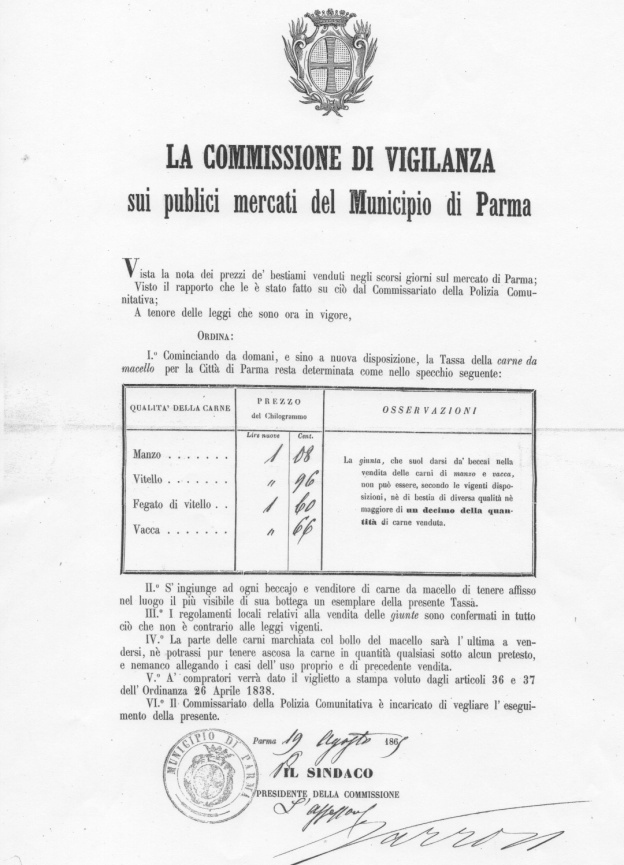 LA COMMISSIONE DI VIGILANZA
sui publici mercati del Municipio di Parma
Vista la nota dei prezzi de' bestiami venduti negli scorsi giorni sul mercato di Parma;
Visto il rapporto che le è stato fatto su ciò dal Commissariato della Polizia Comu-
nitativa;
A tenore delle leggi che sono ora in vigore,
ORDINA:
I.º Cominciando da domani, e sino a nuova disposizione, la Tassa della carne da
macello per la Città di Parma resta determinata come nello specchio seguente:
QUALITA' DELLA CARNE
PREZZO
del Chilogrammo
OSSERVAZIONI
Lire nuove Cent.
Manzo . . . . . . . 1 08
Vitello . . . . . . . " 96
Fegato di vitello . . 1 60
Vacca . . . . . . . " 66
La giunta, che suol darsi da' beccai nella
vendita delle carni di manzo e vacca,
non può essere, secondo le vigenti dispo-
sizioni, nè di bestia di diversa qualità nè
maggiore di un decimo della quan-
tità di carne venduta.
II.º S' ingiunge ad ogni beccajo e venditore di carne da macello di tenere affisso
nel luogo il più visibile di sua bottega un esemplare della presente Tassa.
III.º I regolamenti locali relativi alla vendita delle giunte sono confermati in tutto
ciò che non è contrario alle leggi vigenti.
IV.º La parte delle carni marchiata col bollo del macello sarà l' ultima a ven-
dersi, nè potrassi pur tenere ascosa la carne in quantità qualsiasi sotto alcun pretesto,
e nemanco allegando i casi dell' uso proprio e di precedente vendita.
V.º A' compratori verrà dato il viglietto a stampa voluto dagli articoli 36 e 37
dell' Ordinanza 26 Aprile 1838.
VI.º Il Commissariato della Polizia Comunitativa è incaricato di vegliare l' esegui-
mento della presente.
MUNICIPIO DI PARMA
Parma 19 Agosto 1865
IL SINDACO
PRESIDENTE DELLA COMMISSIONE